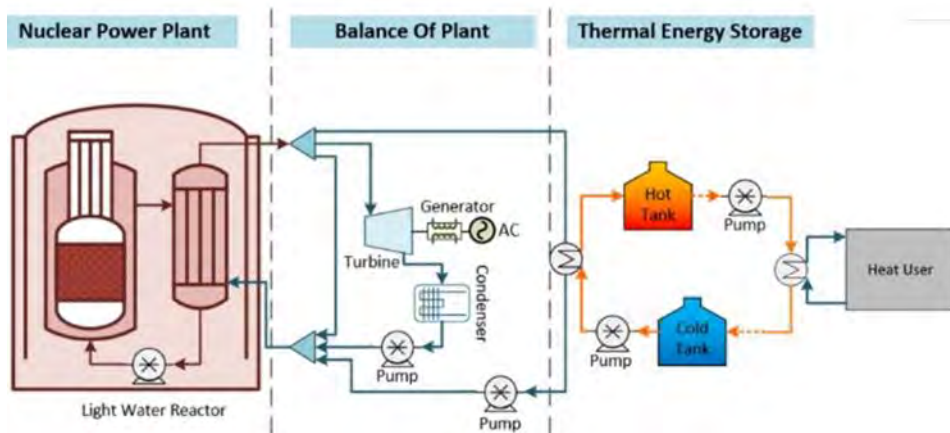 Nuclear Power Plant
Balance Of Plant
Thermal Energy Storage
Generator
AC
Turbine
Condenser
Pump
Pump
Light Water Reactor
Hot
Tank
Pump
Heat User
Cold
Tank
Pump